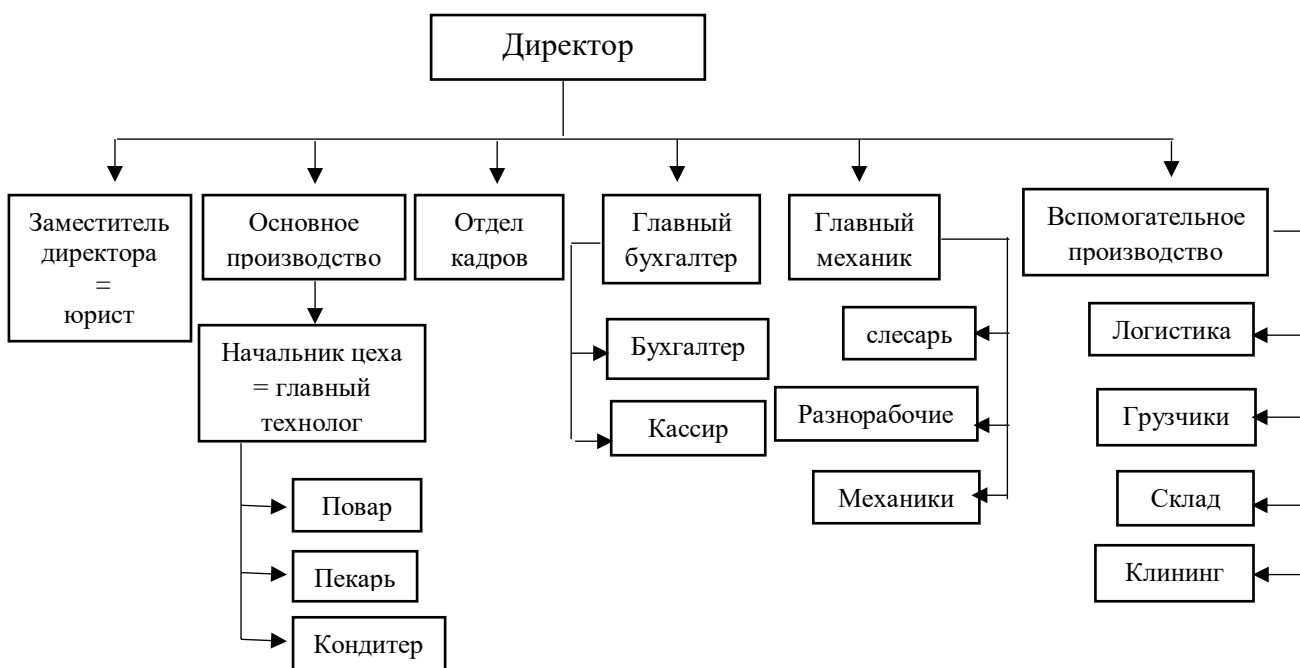 Директор
Заместитель
директора
=
юрист
Основное
производство
Отдел
кадров
Главный
бухгалтер
Главный
механик
Вспомогательное
производство
Начальник цеха
= главный
технолог
Повар
Пекарь
Кондитер
Бухгалтер
Кассир
слесарь
Разнорабочие
Механики
Логистика
Грузчики
Склад
Клининг